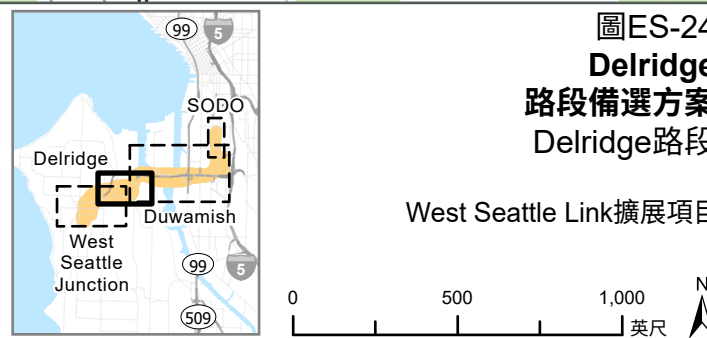 99
5
SODO
Delridge
Duwamish
West
Seattle
Junction
99
5
509
圖ES-24
Delridge
路段備選方案
Delridge路段
West Seattle Link擴展項目
0 500 1,000
英尺
N